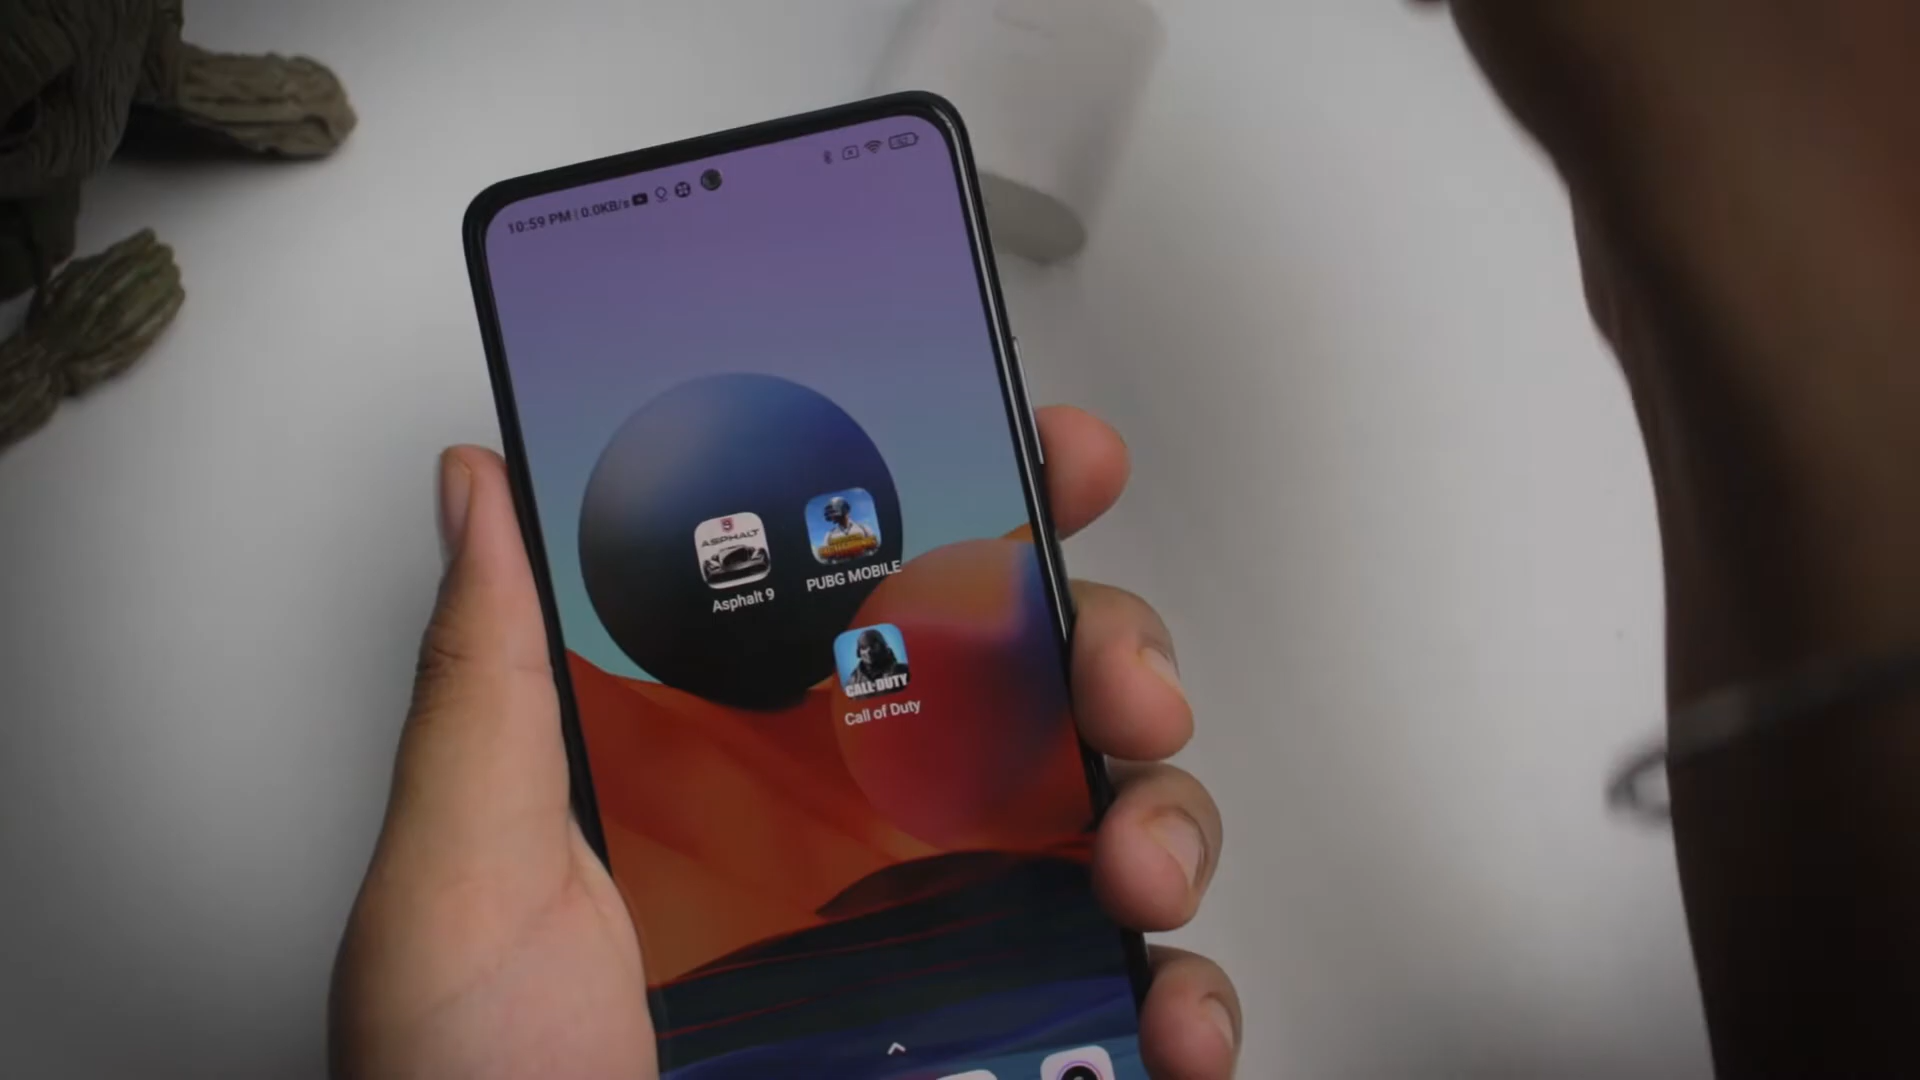 10:59 PM | 0.0KB/s
ASPHALT
Asphalt 9
PUBG MOBILE
CALL DUTY
Call of Duty